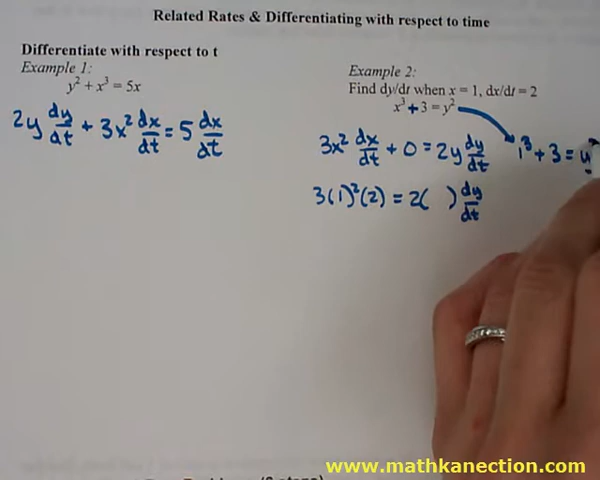 Related Rates & Differentiating with respect to time
Differentiate with respect to t
Example 1:
y² + x³ = 5x
2y dy/dt + 3x² dx/dt = 5 dx/dt
Example 2:
Find dy/dt when x = 1, dx/dt = 2
x³ + 3 = y²
3x² dx/dt + 0 = 2y dy/dt
1³ + 3 = y
3(1)²(2) = 2( ) dy/dt
www.mathkanection.com